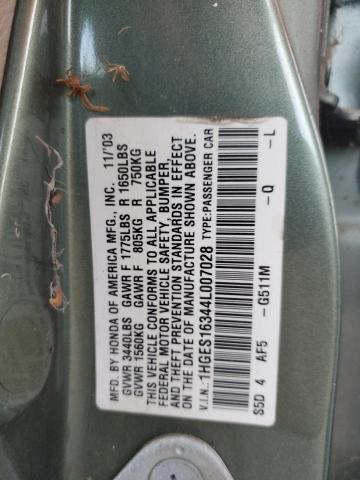 MFD. BY HONDA OF AMERICA MFG., INC. 11/'03
GVWR 3440LBS GAWR F 1775LBS R 1650LBS
GVWR 1560KG GAWR F 805KG R 750KG
THIS VEHICLE CONFORMS TO ALL APPLICABLE
FEDERAL MOTOR VEHICLE SAFETY, BUMPER,
AND THEFT PREVENTION STANDARDS IN EFFECT
ON THE DATE OF MANUFACTURE SHOWN ABOVE.
V.I.N.: 1HGES16344L007028 TYPE:PASSENGER CAR
S5D 4 AF5 -G511M -Q -L